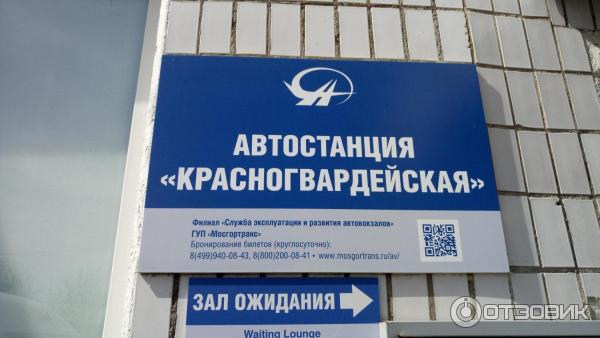 АВТОСТАНЦИЯ
«КРАСНОГВАРДЕЙСКАЯ»
Филиал «Служба эксплуатации и развития автовокзалов»
ГУП «Мосгортранс»
Бронирование билетов (круглосуточно):
8(499)940-08-43, 8(800)200-08-41 • www.mosgortrans.ru/av/
ЗАЛ ОЖИДАНИЯ
Waiting Lounge
ОТЗОВИК